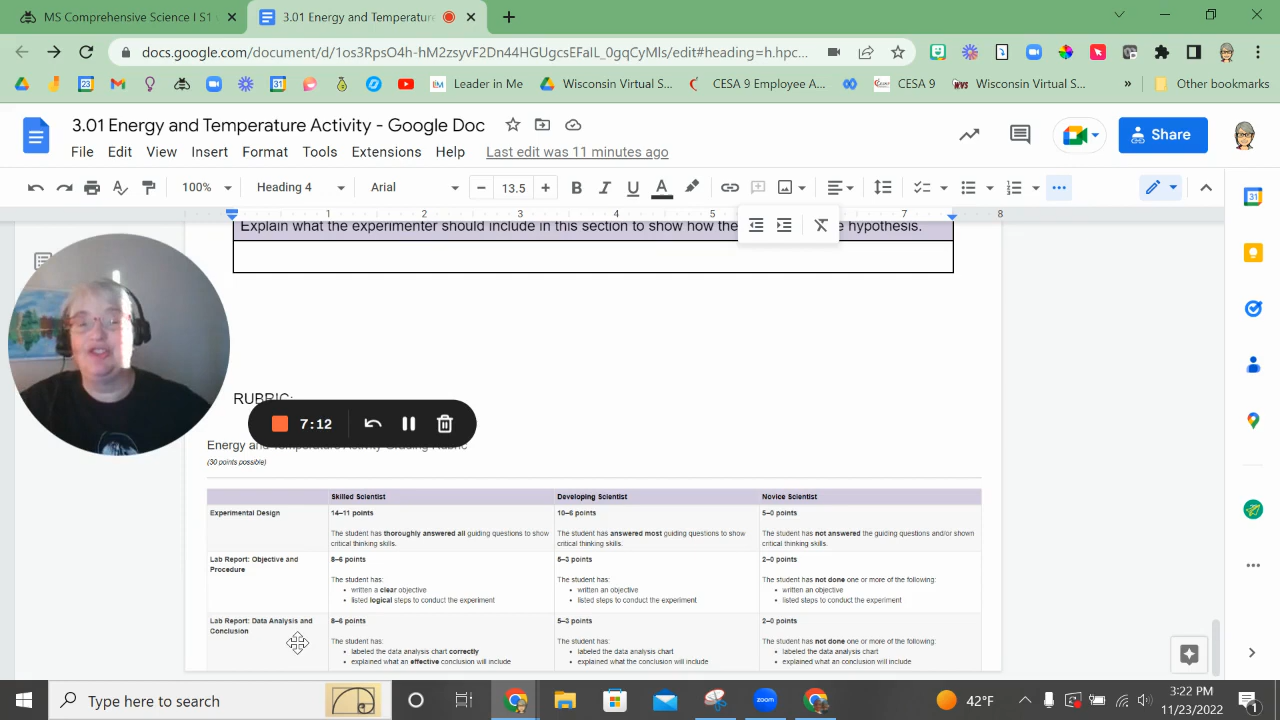 MS Comprehensive Science I S1
3.01 Energy and Temperature
docs.google.com/document/d/1os3RpsO4h-hM2zsyvF2Dn44HGUgcsEFaIL_0gqCyMls/edit#heading=h.hpc...
Leader in Me
Wisconsin Virtual S...
CESA 9 Employee A...
CESA 9
Wisconsin Virtual S...
»
Other bookmarks
3.01 Energy and Temperature Activity - Google Doc
File Edit View Insert Format Tools Extensions Help Last edit was 11 minutes ago
Share
100% Heading 4 Arial 13.5
1 2 3 4 5 7 8
Explain what the experimenter should include in this section to show how the hypothesis.
RUBRIC:
7:12
Energy and Temperature Activity Grading Rubric
(30 points possible)
Skilled Scientist Developing Scientist Novice Scientist
Experimental Design 14–11 points 10–6 points 5–0 points
The student has thoroughly answered all guiding questions to show critical thinking skills.
The student has answered most guiding questions to show critical thinking skills.
The student has not answered the guiding questions and/or shown critical thinking skills.
Lab Report: Objective and Procedure
8–6 points
The student has:
• written a clear objective
• listed logical steps to conduct the experiment
5–3 points
The student has:
• written an objective
• listed steps to conduct the experiment
2–0 points
The student has not done one or more of the following:
• written an objective
• listed steps to conduct the experiment
Lab Report: Data Analysis and Conclusion
8–6 points
The student has:
• labeled the data analysis chart correctly
• explained what an effective conclusion will include
5–3 points
The student has:
• labeled the data analysis chart
• explained what the conclusion will include
2–0 points
The student has not done one or more of the following:
• labeled the data analysis chart
• explained what an conclusion will include
Type here to search
zoom
42°F
3:22 PM
11/23/2022
1